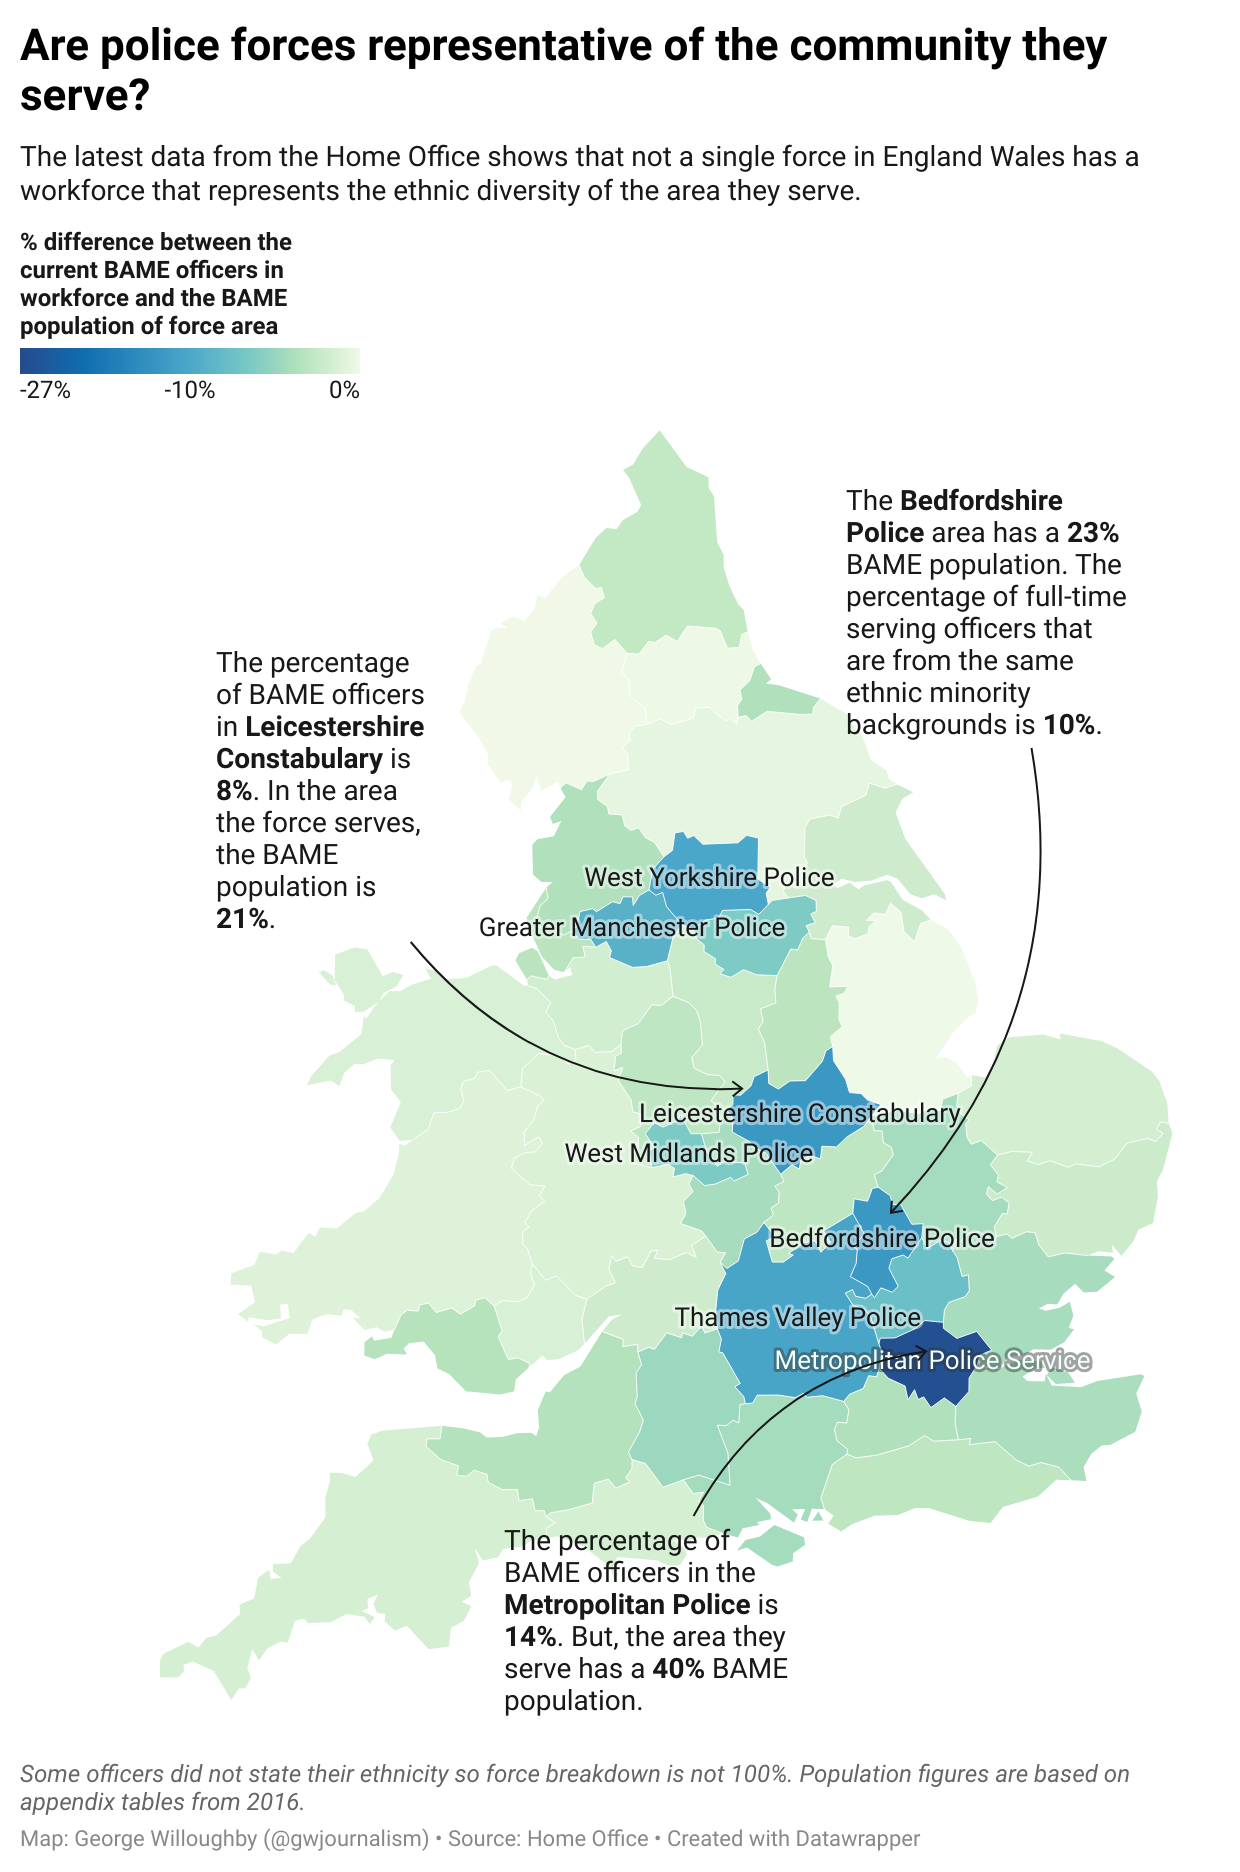 Are police forces representative of the community they
serve?
The latest data from the Home Office shows that not a single force in England Wales has a
workforce that represents the ethnic diversity of the area they serve.
% difference between the
current BAME officers in
workforce and the BAME
population of force area
-27%
-10%
0%
The Bedfordshire
Police area has a 23%
BAME population. The
percentage of full-time
serving officers that
are from the same
ethnic minority
backgrounds is 10%.
The percentage
of BAME officers
in Leicestershire
Constabulary is
8%. In the area
the force serves,
the BAME
population is
21%.
West Yorkshire Police
Greater Manchester Police
Leicestershire Constabulary
West Midlands Police
Bedfordshire Police
Thames Valley Police
Metropolitan Police Service
The percentage of
BAME officers in the
Metropolitan Police is
14%. But, the area they
serve has a 40% BAME
population.
Some officers did not state their ethnicity so force breakdown is not 100%. Population figures are based on
appendix tables from 2016.
Map: George Willoughby (@gwjournalism) • Source: Home Office • Created with Datawrapper